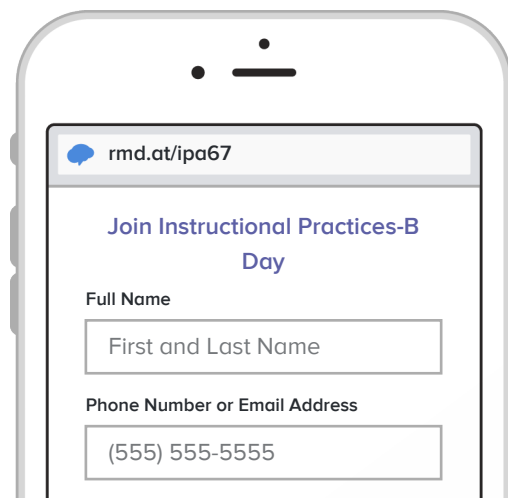 rmd.at/ipa67
Join Instructional Practices-B
Day
Full Name
First and Last Name
Phone Number or Email Address
(555) 555-5555